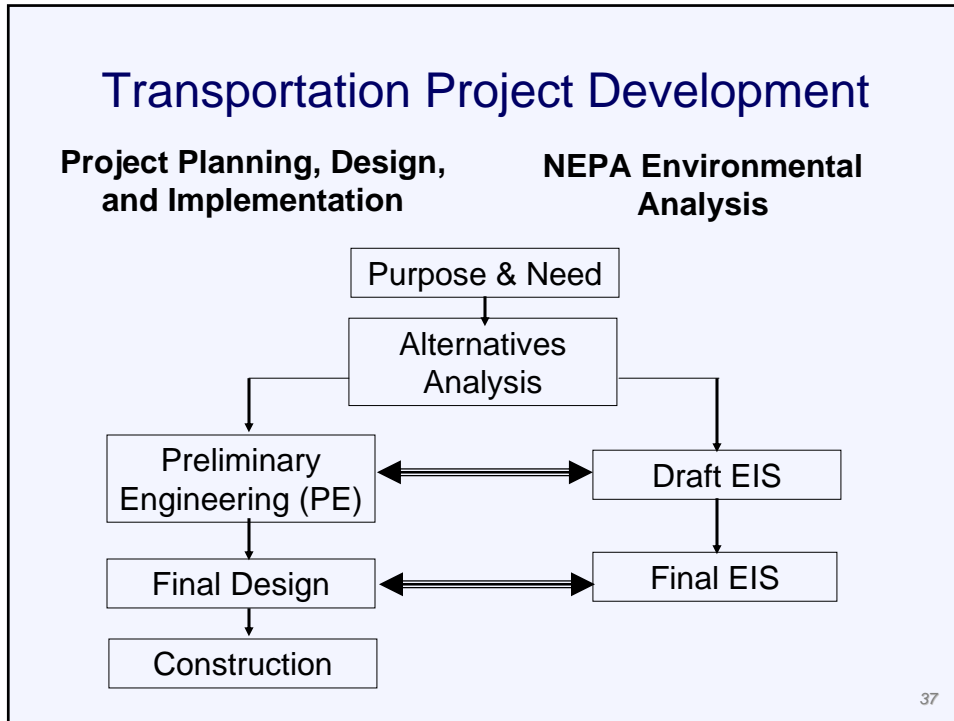 Transportation Project Development
Project Planning, Design,
and Implementation
NEPA Environmental
Analysis
Purpose & Need
Alternatives
Analysis
Preliminary
Engineering (PE)
Draft EIS
Final Design
Final EIS
Construction
37